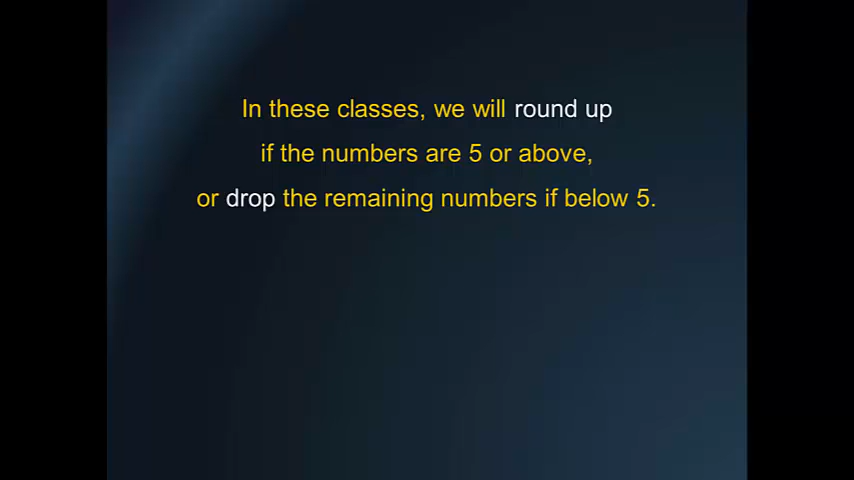 In these classes, we will round up
if the numbers are 5 or above,
or drop the remaining numbers if below 5.